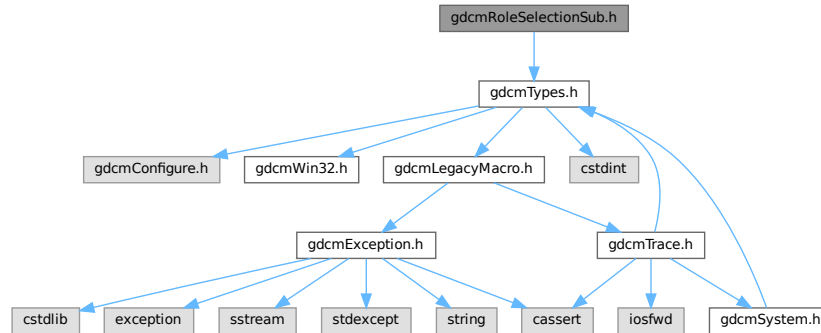 gdcmRoleSelectionSub.h
gdcmTypes.h
gdcmConfigure.h
gdcmWin32.h
gdcmLegacyMacro.h
cstdint
gdcmException.h
gdcmTrace.h
cstdlib
exception
sstream
stdexcept
string
cassert
iosfwd
gdcmSystem.h